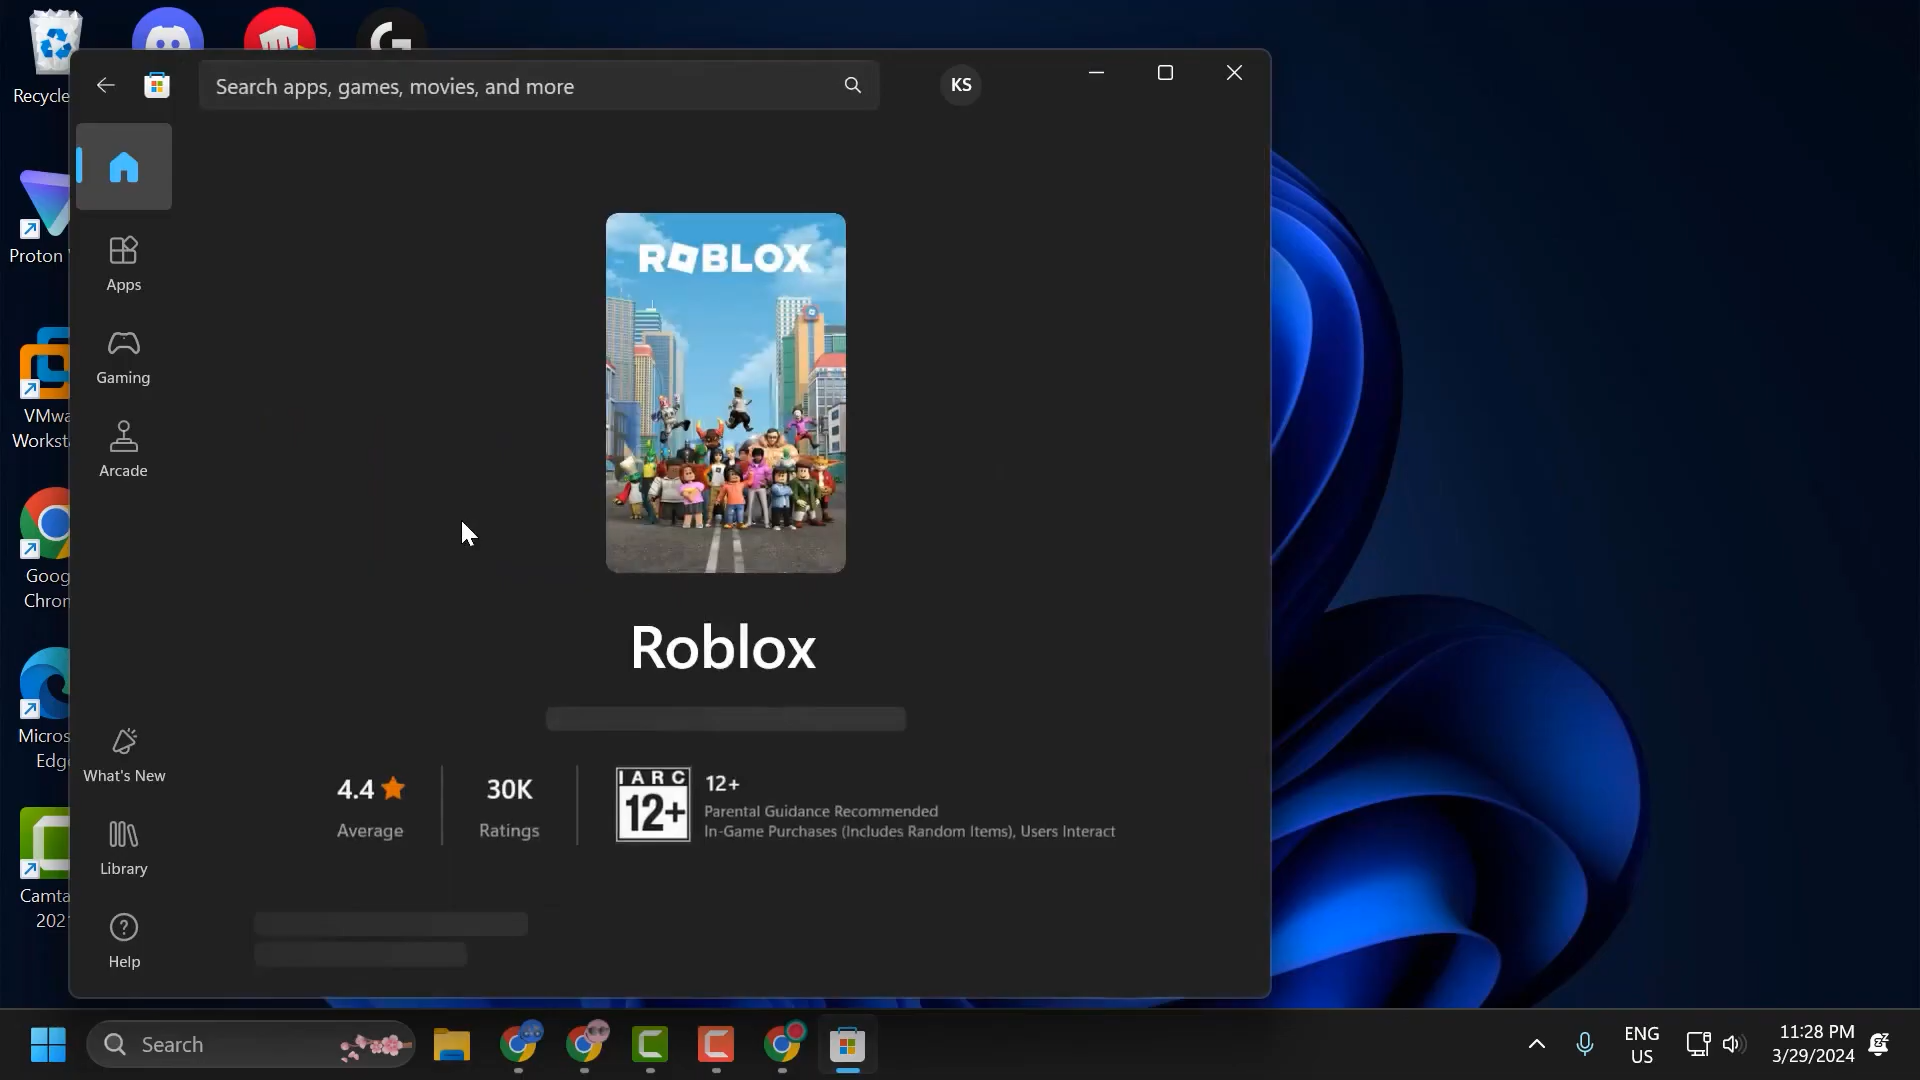 Recycle
Proton
VMwa
Workst
Goog
Chron
Micros
Edg
Camta
202
Search apps, games, movies, and more
KS
Apps
Gaming
Arcade
What's New
Library
Help
ROBLOX
Roblox
4.4
Average
30K
Ratings
IARC
12+
12+
Parental Guidance Recommended
In-Game Purchases (Includes Random Items), Users Interact
Search
ENG
US
11:28 PM
3/29/2024